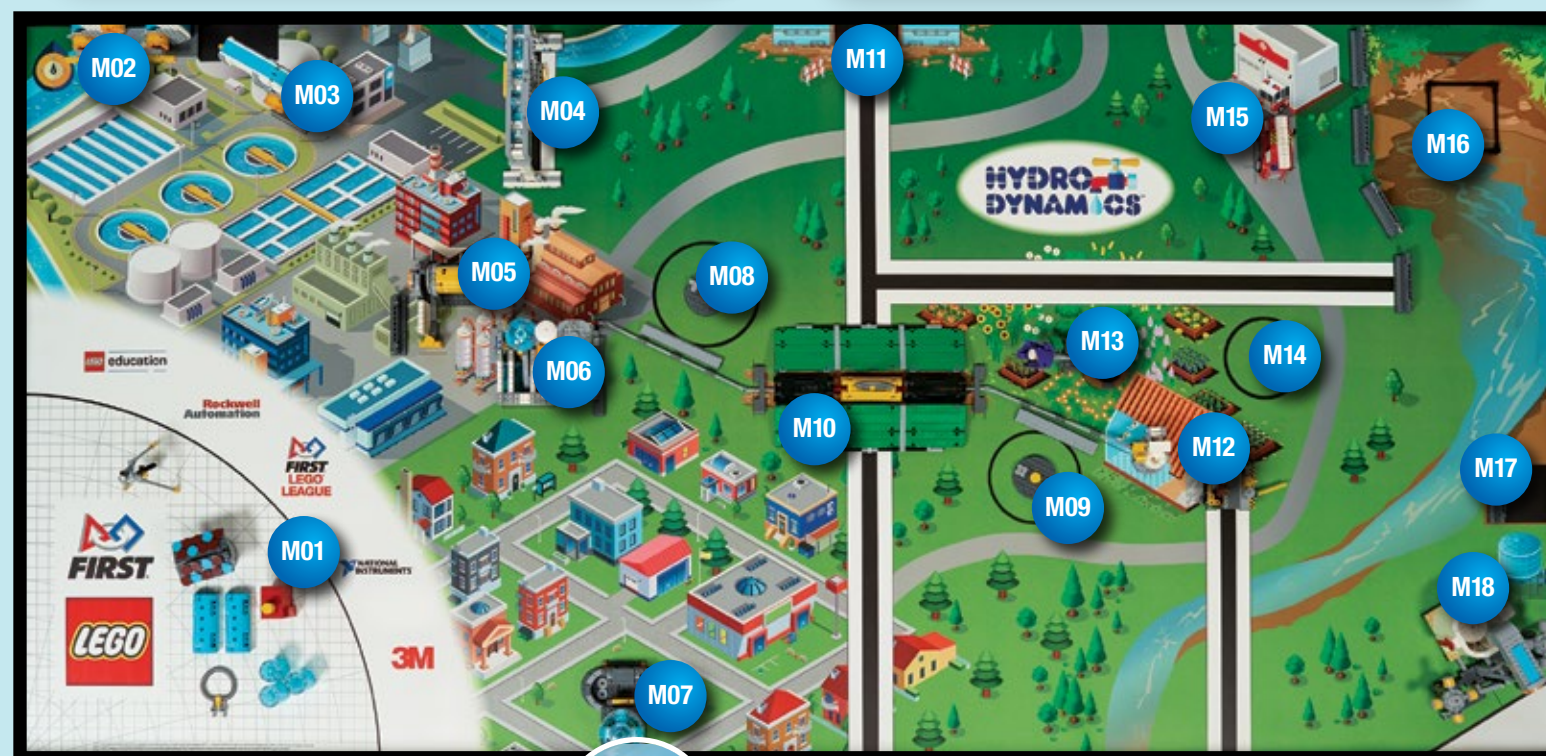 M02
M03
M04
M11
M15
M16
HYDRO
DYNAMICS
M05
M08
M13
M14
M06
LEGO education
Rockwell
Automation
M10
M12
FIRST
LEGO
LEAGUE
M17
M09
M01
FIRST
NATIONAL
INSTRUMENTS
M18
LEGO
3M
M07